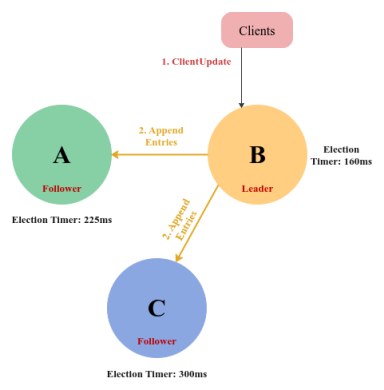 Clients
1. ClientUpdate
2. Append
Entries
A
B
Election
Timer: 160ms
Follower
Leader
Election Timer: 225ms
2. Append
Entries
C
Follower
Election Timer: 300ms